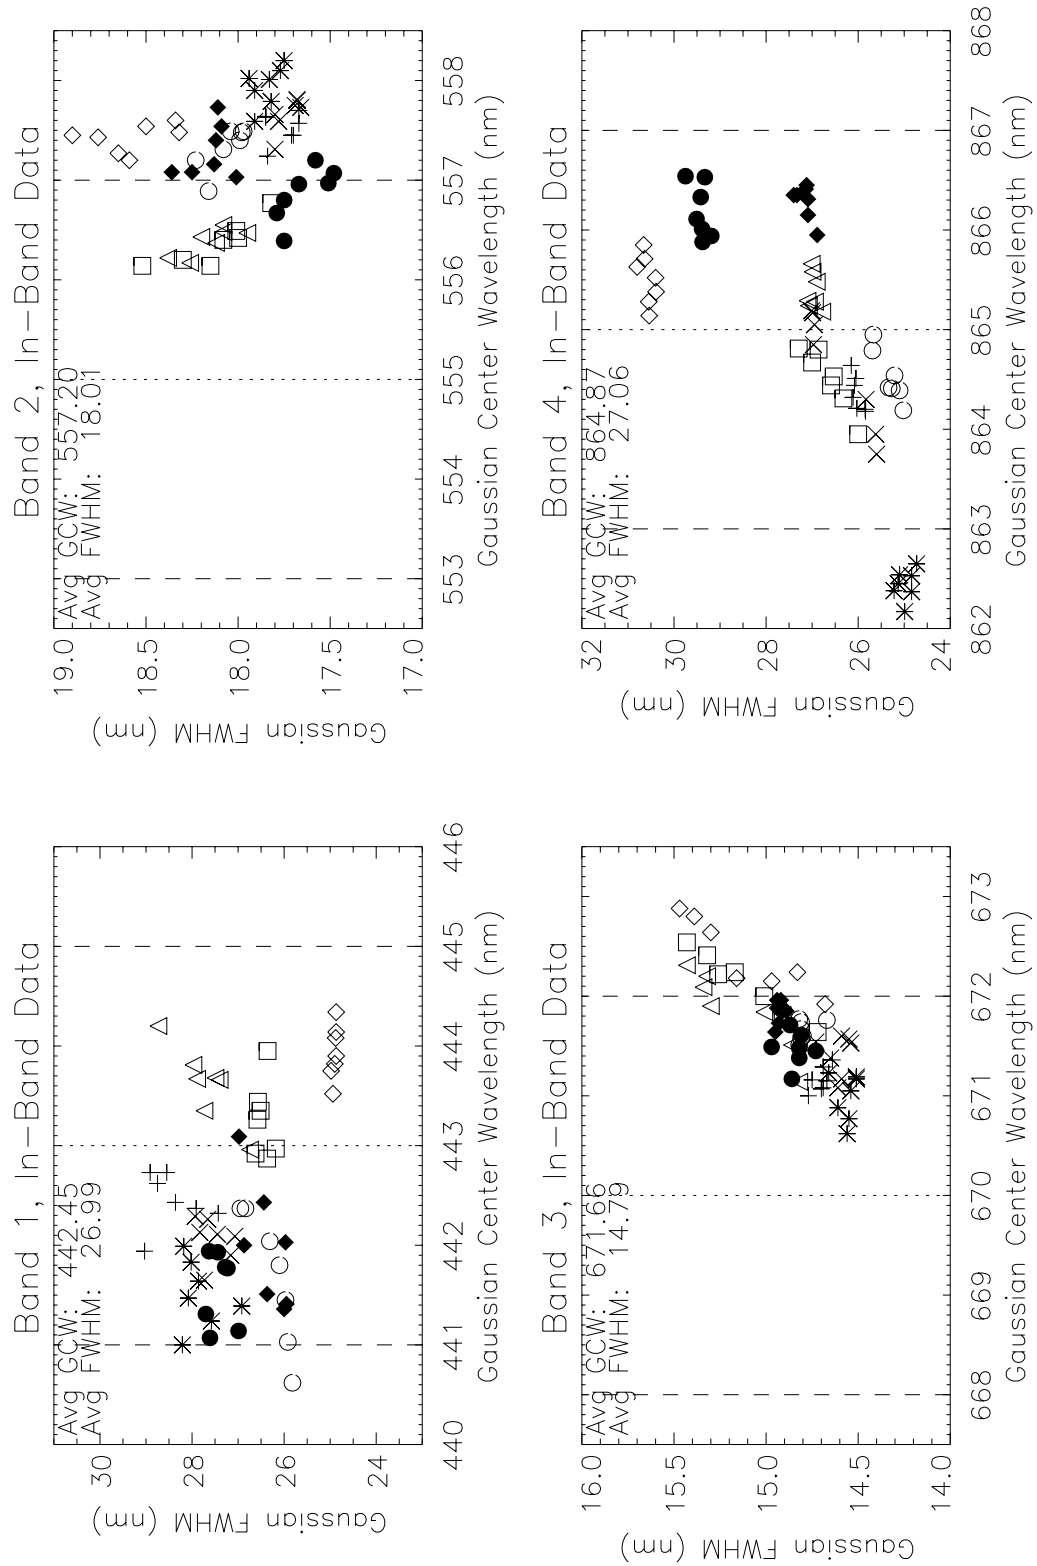 Band 1, In-Band Data
Avg GCW: 442.45
Avg FWHM: 26.99
Gaussian FWHM (nm)
30
28
26
24
440 441 442 443 444 445 446
Gaussian Center Wavelength (nm)
Band 2, In-Band Data
Avg GCW: 557.20
Avg FWHM: 18.01
Gaussian FWHM (nm)
19.0
18.5
18.0
17.5
17.0
553 554 555 556 557 558
Gaussian Center Wavelength (nm)
Band 3, In-Band Data
Avg GCW: 671.66
Avg FWHM: 14.79
Gaussian FWHM (nm)
16.0
15.5
15.0
14.5
14.0
668 669 670 671 672 673
Gaussian Center Wavelength (nm)
Band 4, In-Band Data
Avg GCW: 864.87
Avg FWHM: 27.06
Gaussian FWHM (nm)
32
30
28
26
24
862 863 864 865 866 867 868
Gaussian Center Wavelength (nm)